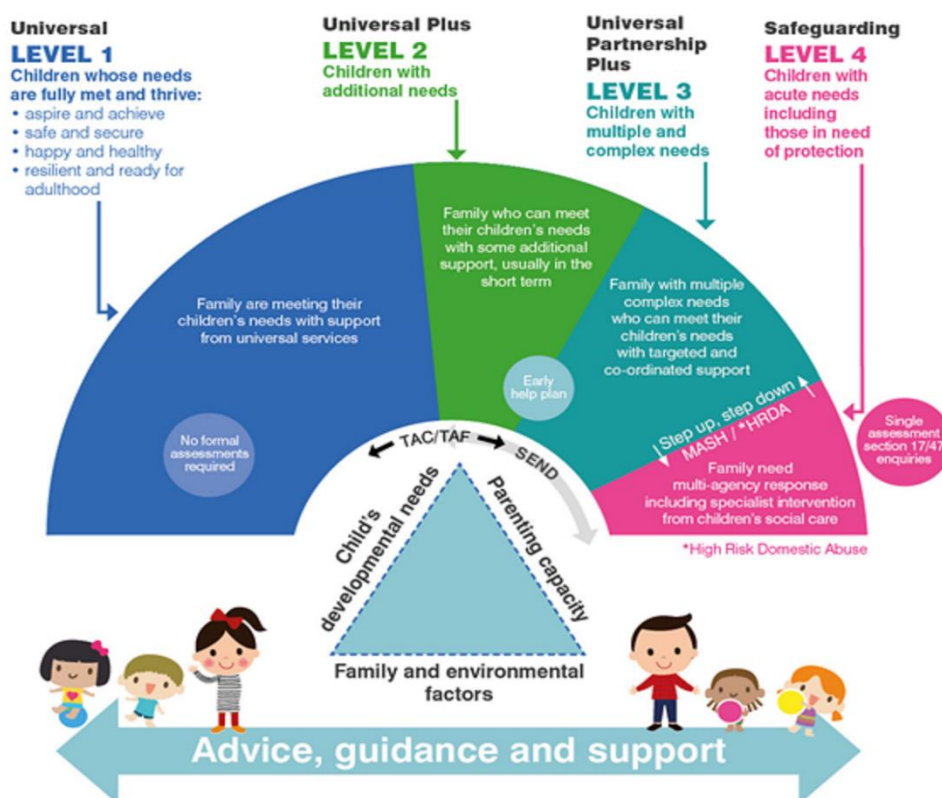 Universal
LEVEL 1
Children whose needs
are fully met and thrive:
• aspire and achieve
• safe and secure
• happy and healthy
• resilient and ready for
adulthood
Universal Plus
LEVEL 2
Children with
additional needs
Universal
Partnership
Plus
LEVEL 3
Children with
multiple and
complex needs
Safeguarding
LEVEL 4
Children with
acute needs
including
those in need
of protection
Family are meeting their
children's needs with support
from universal services
No formal
assessments
required
Family who can meet
their children's needs
with some additional
support, usually in the
short term
Early
help plan
Family with multiple
complex needs
who can meet their
children's needs
with targeted and
co-ordinated support
Step up, step down
MASH / *HRDA
Family need
multi-agency response
including specialist intervention
from children's social care
Single
assessment
section 17/47
enquiries
*High Risk Domestic Abuse
TAC/TAF
SEND
Child's
developmental needs
Parenting capacity
Family and environmental
factors
Advice, guidance and support